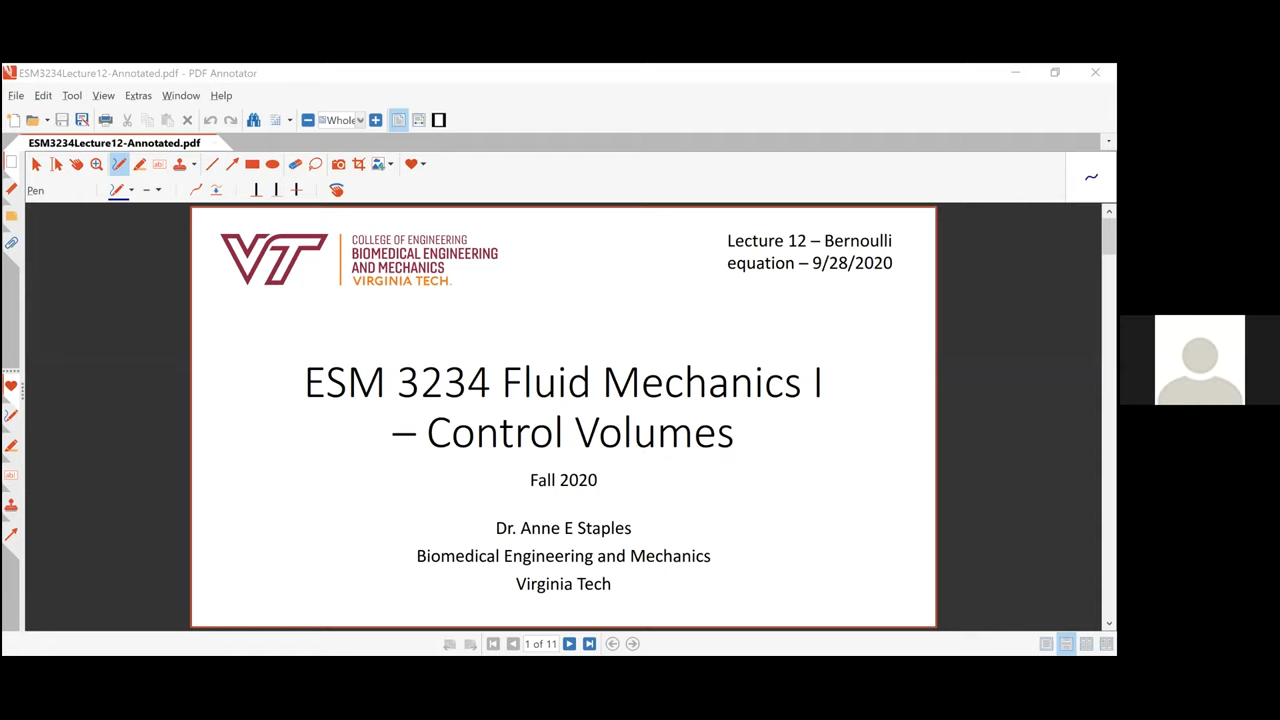 ESM3234Lecture12-Annotated.pdf - PDF Annotator
File Edit Tool View Extras Window Help
Whole
ESM3234Lecture12-Annotated.pdf
Pen
VT
COLLEGE OF ENGINEERING
BIOMEDICAL ENGINEERING
AND MECHANICS
VIRGINIA TECH.
Lecture 12 – Bernoulli
equation – 9/28/2020
ESM 3234 Fluid Mechanics I
– Control Volumes
Fall 2020
Dr. Anne E Staples
Biomedical Engineering and Mechanics
Virginia Tech
1 of 11